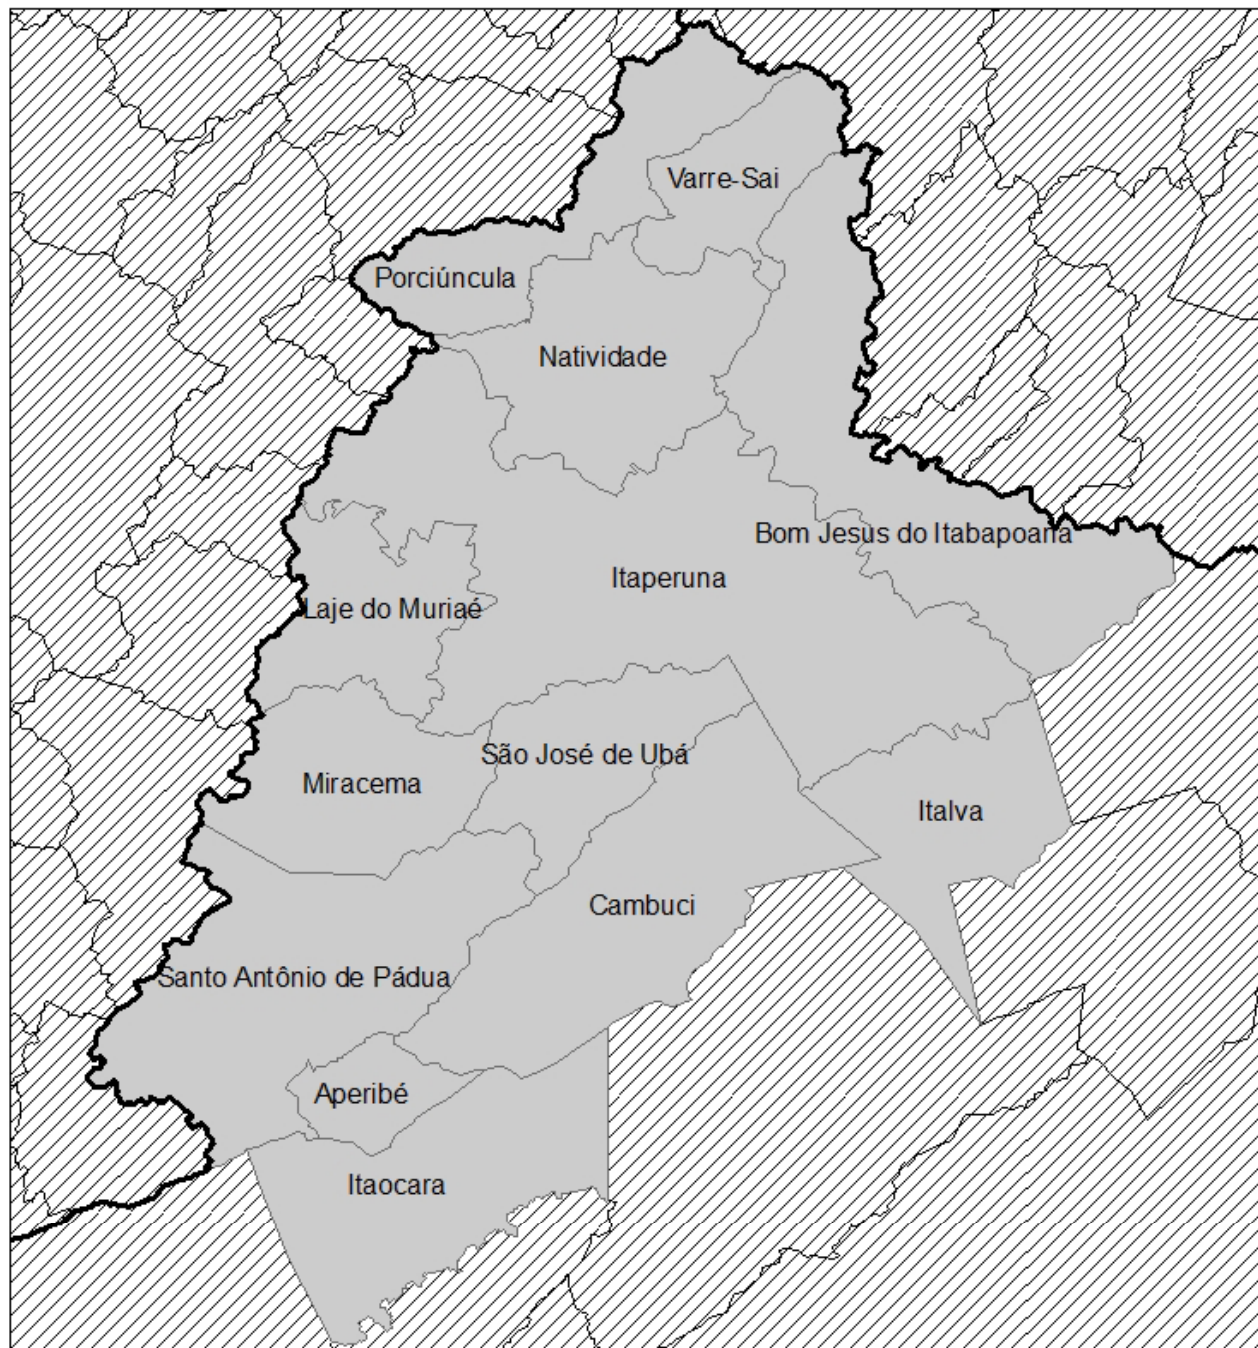 Varre-Sai
Porciúncula
Natividade
Bom Jesus do Itabapoana
Itaperuna
Laje do Muriaé
São José de Ubá
Miracema
Italva
Cambuci
Santo Antônio de Pádua
Aperibé
Itaocara